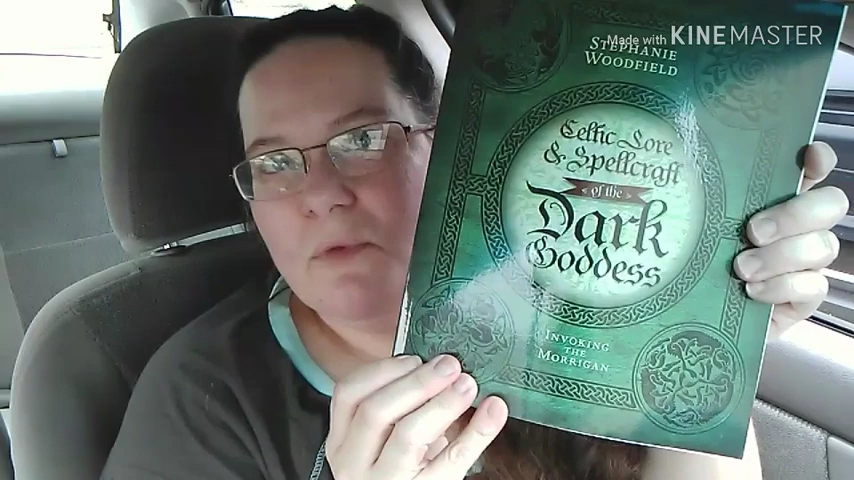 Made with KINEMASTER
STEPHANIE
WOODFIELD
Celtic Lore
& Spellcraft
of the
Dark
Goddess
INVOKING
THE
MORRIGAN